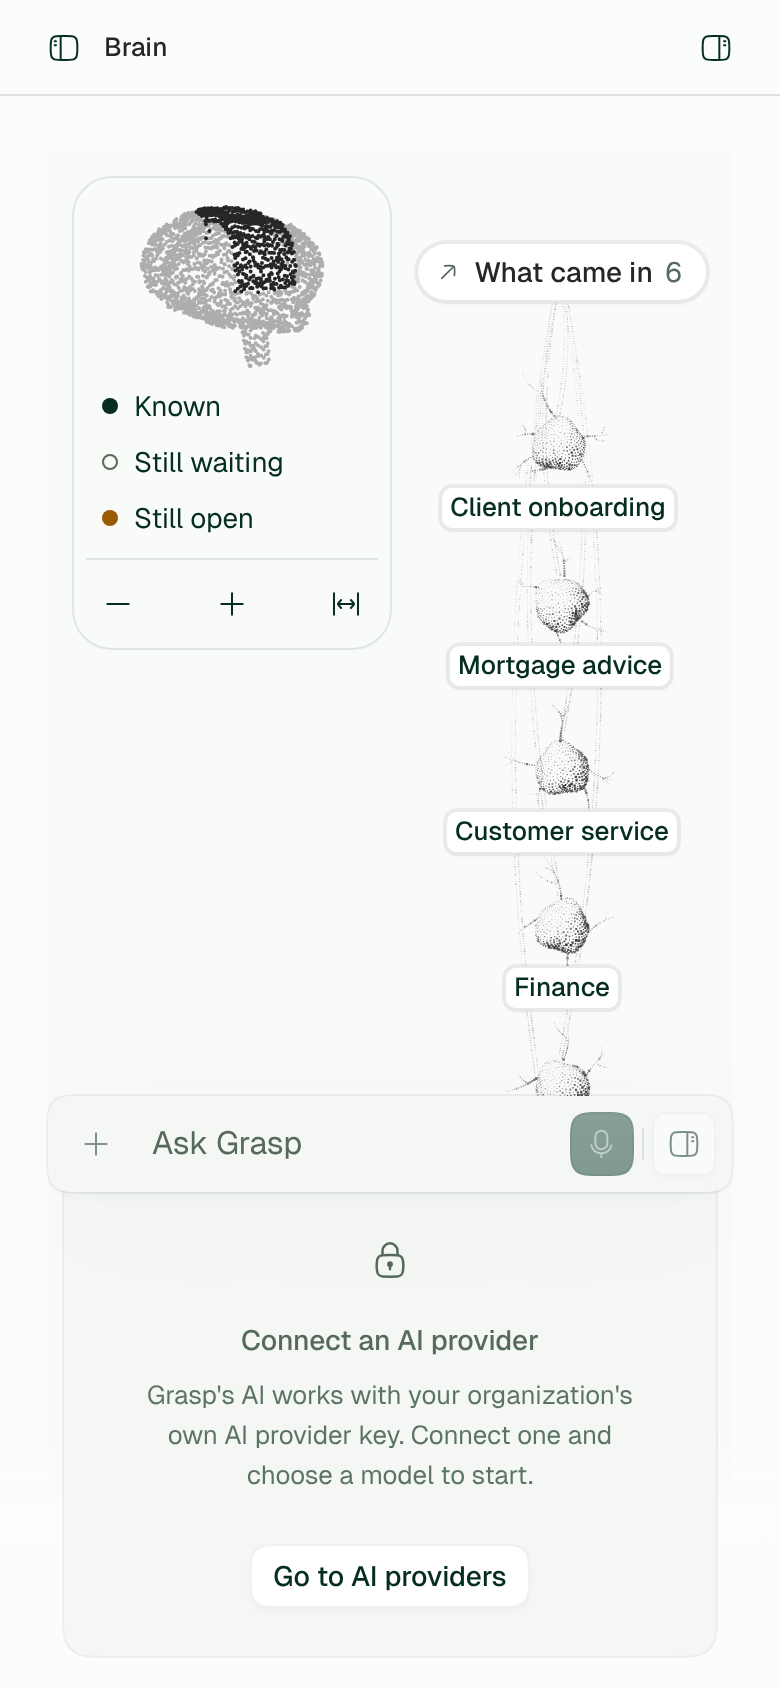 Brain
What came in 6
Known
Still waiting
Still open
Client onboarding
Mortgage advice
Customer service
Finance
Ask Grasp
Connect an AI provider
Grasp's AI works with your organization's
own AI provider key. Connect one and
choose a model to start.
Go to AI providers